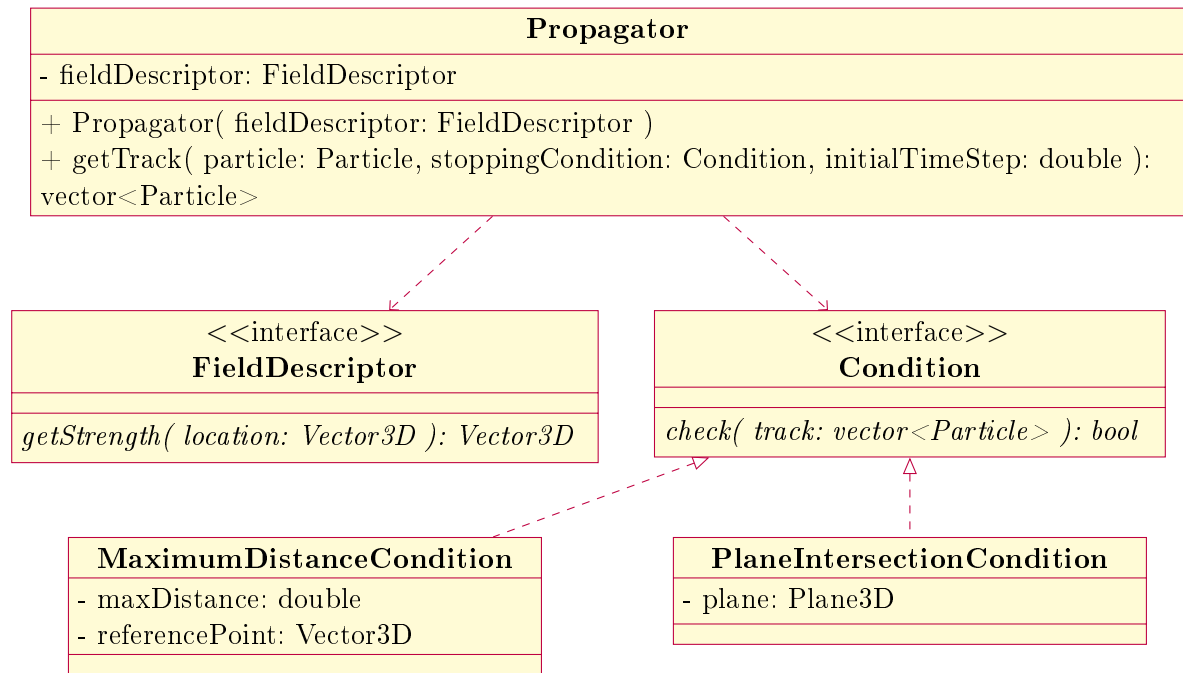 Propagator
- fieldDescriptor: FieldDescriptor
+ Propagator( fieldDescriptor: FieldDescriptor )
+ getTrack( particle: Particle, stoppingCondition: Condition, initialTimeStep: double ):
vector<Particle>
<<interface>>
FieldDescriptor
getStrength( location: Vector3D ): Vector3D
<<interface>>
Condition
check( track: vector<Particle> ): bool
MaximumDistanceCondition
- maxDistance: double
- referencePoint: Vector3D
PlaneIntersectionCondition
- plane: Plane3D